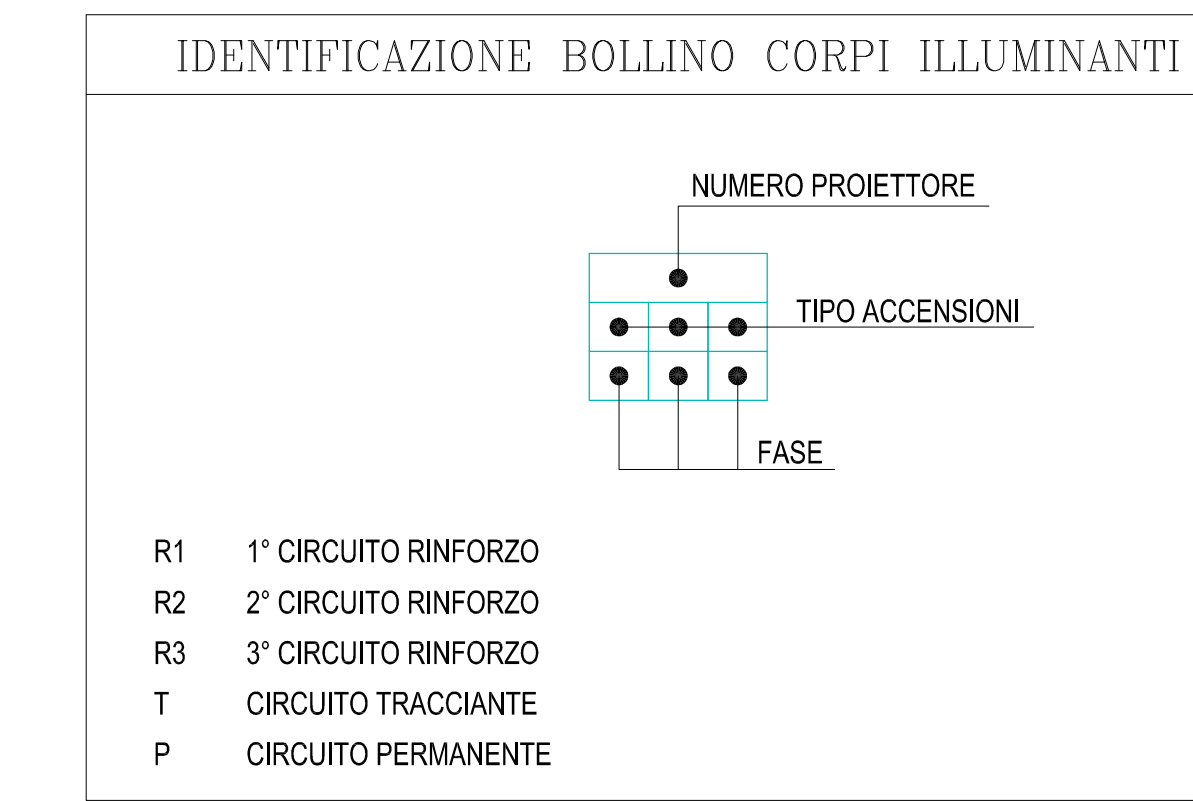 IDENTIFICAZIONE BOLLINO CORPI ILLUMINANTI
NUMERO PROIETTORE
TIPO ACCENSIONI
FASE
R1 1° CIRCUITO RINFORZO
R2 2° CIRCUITO RINFORZO
R3 3° CIRCUITO RINFORZO
T CIRCUITO TRACCIANTE
P CIRCUITO PERMANENTE